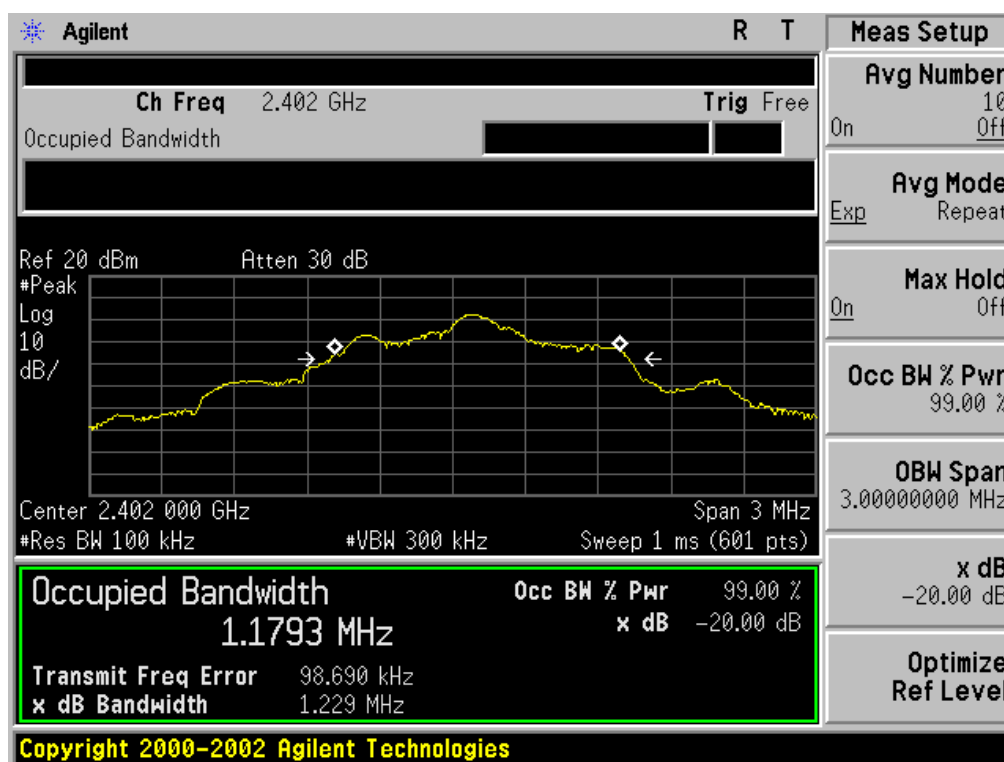 Agilent R T
Ch Freq 2.402 GHz Trig Free
Occupied Bandwidth
Ref 20 dBm Atten 30 dB
#Peak
Log
10
dB/
Center 2.402 000 GHz Span 3 MHz
#Res BW 100 kHz #VBW 300 kHz Sweep 1 ms (601 pts)
Occupied Bandwidth Occ BW % Pwr 99.00 %
1.1793 MHz x dB -20.00 dB
Transmit Freq Error 98.690 kHz
x dB Bandwidth 1.229 MHz
Copyright 2000-2002 Agilent Technologies
Meas Setup
Avg Number
10
On Off
Avg Mode
Exp Repeat
Max Hold
On Off
Occ BW % Pwr
99.00 %
OBW Span
3.00000000 MHz
x dB
-20.00 dB
Optimize
Ref Level